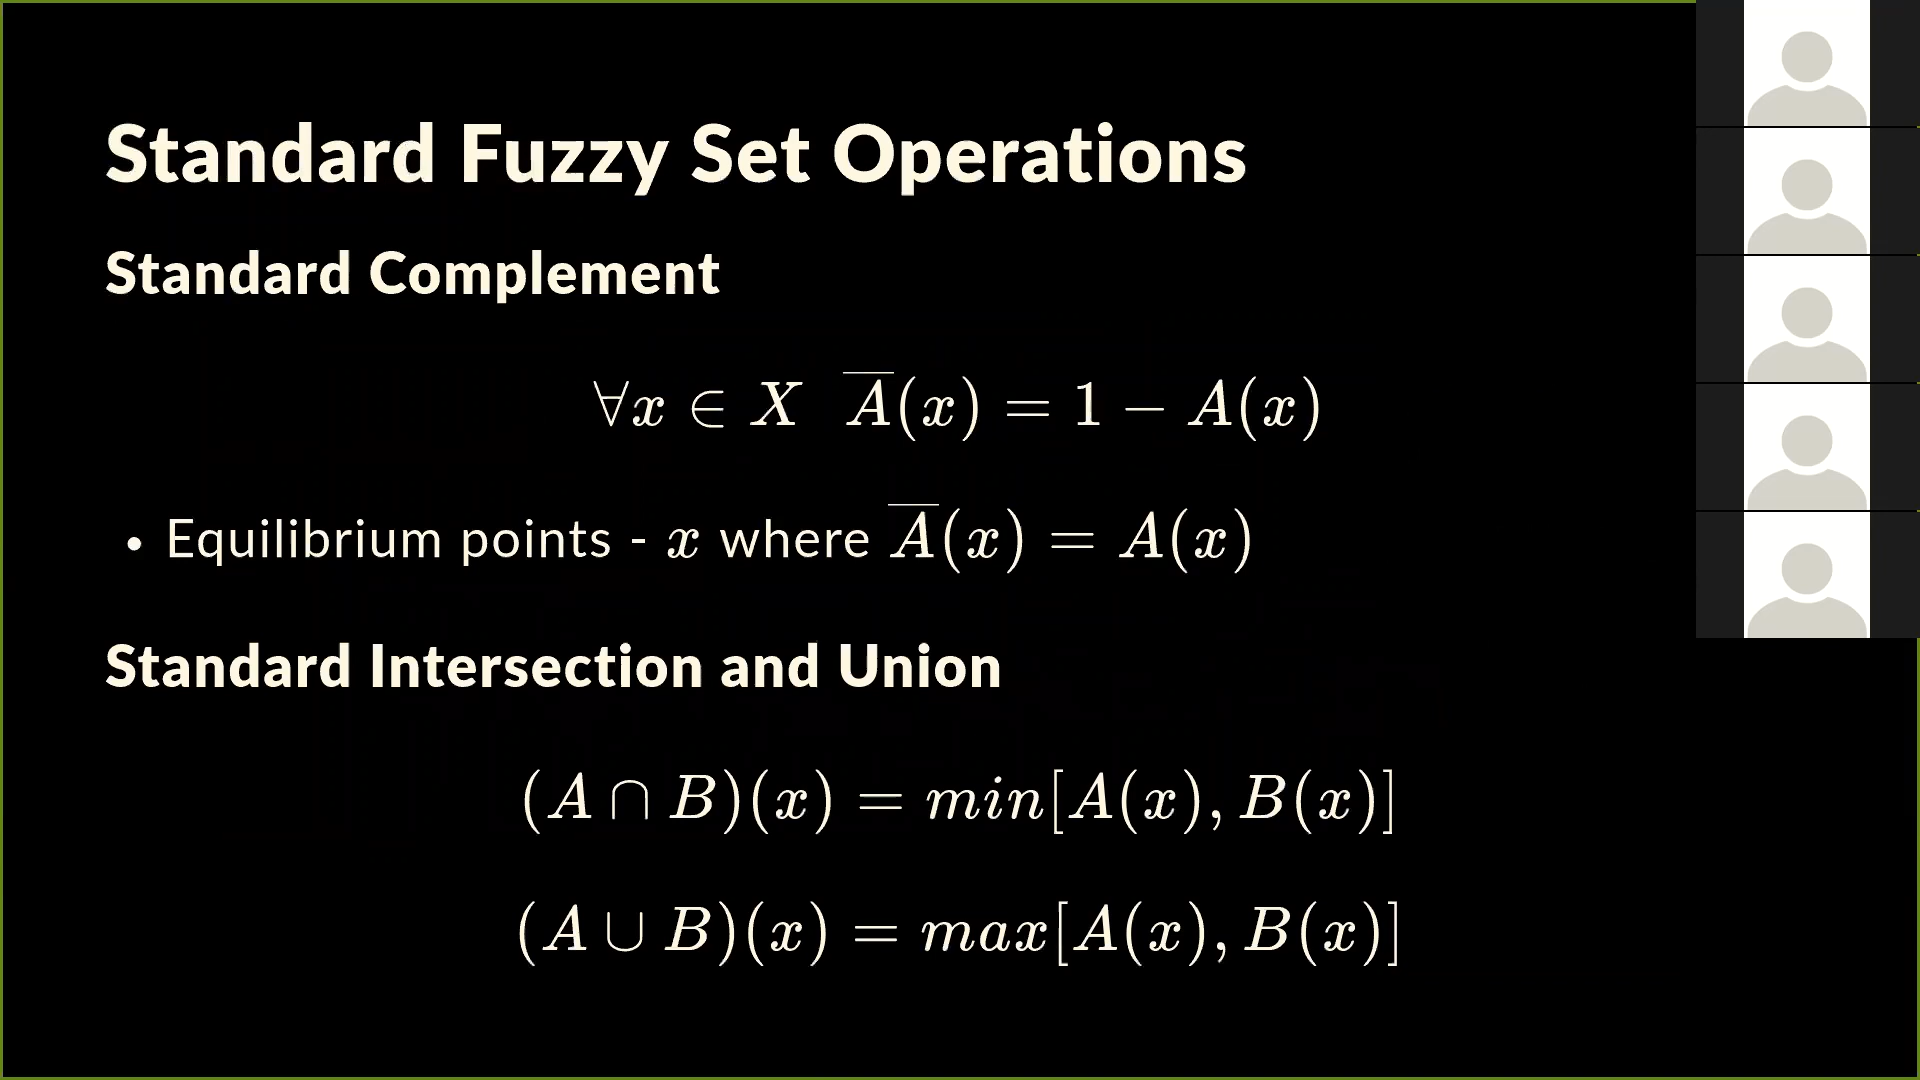 Standard Fuzzy Set Operations
Standard Complement
∀x ∈ X  A̅(x) = 1 − A(x)
• Equilibrium points - x where A̅(x) = A(x)
Standard Intersection and Union
(A ∩ B)(x) = min[A(x), B(x)]
(A ∪ B)(x) = max[A(x), B(x)]